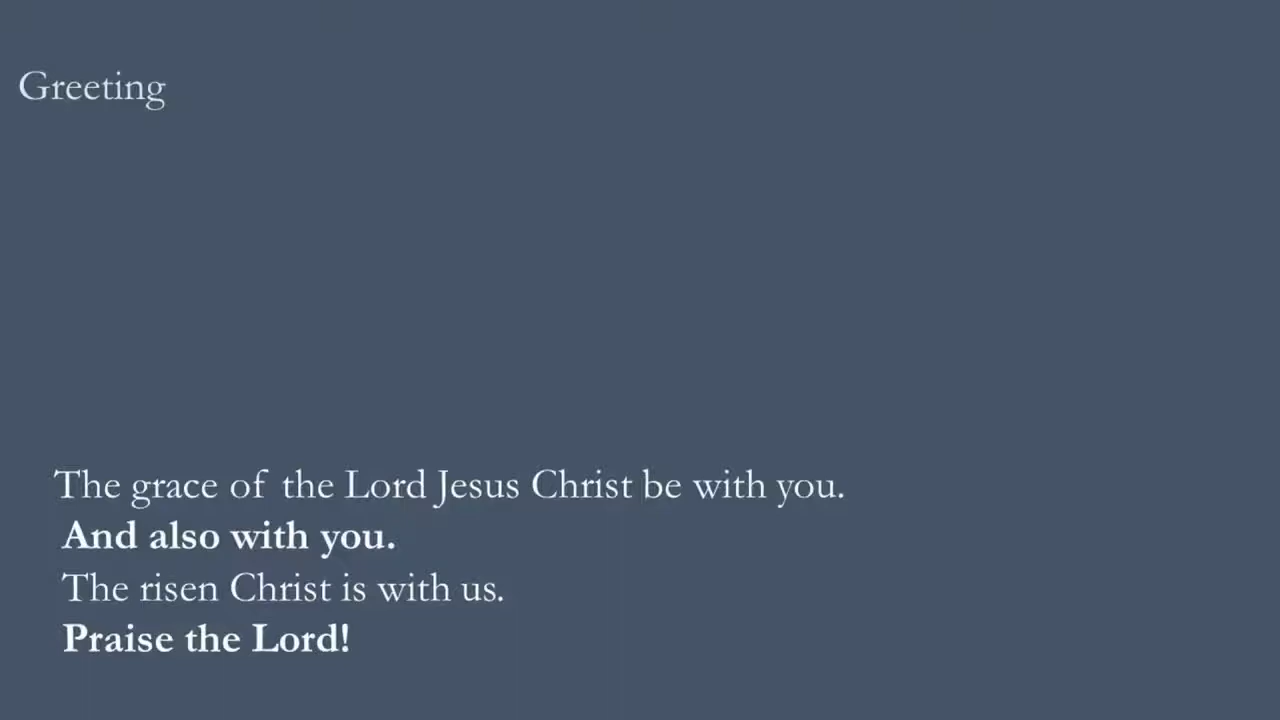 Greeting
The grace of the Lord Jesus Christ be with you.
And also with you.
The risen Christ is with us.
Praise the Lord!